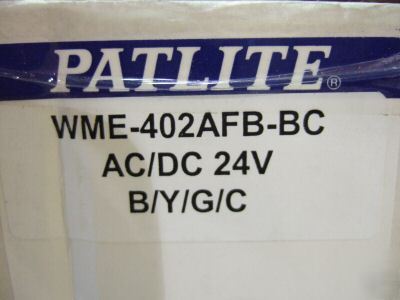 PATLITE®
WME-402AFB-BC
AC/DC 24V
B/Y/G/C